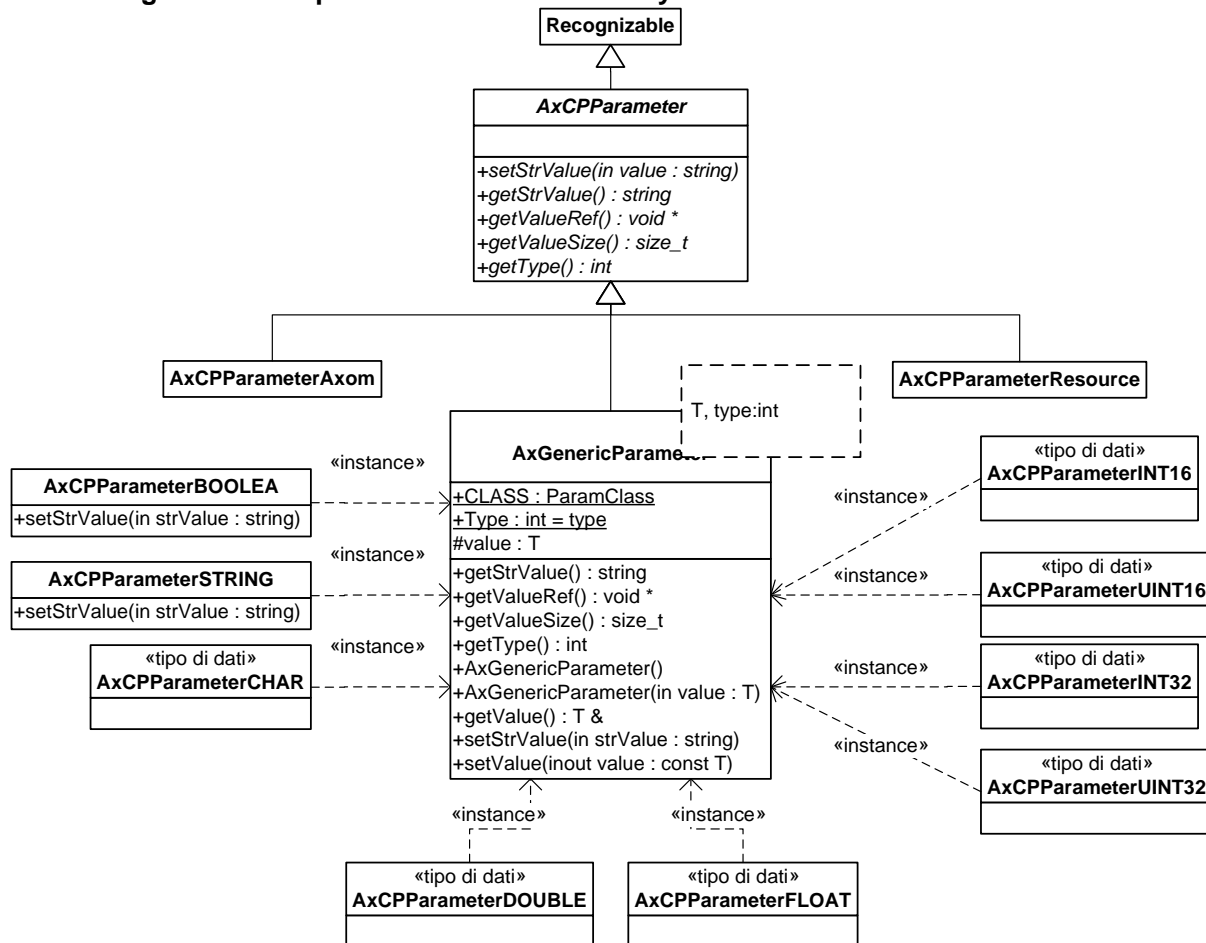 Recognizable
AxCPParameter
+setStrValue(in value : string)
+getStrValue() : string
+getValueRef() : void *
+getValueSize() : size_t
+getType() : int
AxCPParameterAxom
AxCPParameterResource
T, type:int
AxGenericParameter
+CLASS : ParamClass
+Type : int = type
#value : T
+getStrValue() : string
+getValueRef() : void *
+getValueSize() : size_t
+getType() : int
+AxGenericParameter()
+AxGenericParameter(in value : T)
+getValue() : T &
+setStrValue(in strValue : string)
+setValue(inout value : const T)
«instance»
AxCPParameterBOOLEA
+setStrValue(in strValue : string)
«instance»
AxCPParameterSTRING
+setStrValue(in strValue : string)
«instance»
«tipo di dati»
AxCPParameterCHAR
«instance»
«tipo di dati»
AxCPParameterINT16
«instance»
«tipo di dati»
AxCPParameterUINT16
«instance»
«tipo di dati»
AxCPParameterINT32
«instance»
«tipo di dati»
AxCPParameterUINT32
«instance»
«instance»
«tipo di dati»
AxCPParameterDOUBLE
«tipo di dati»
AxCPParameterFLOAT